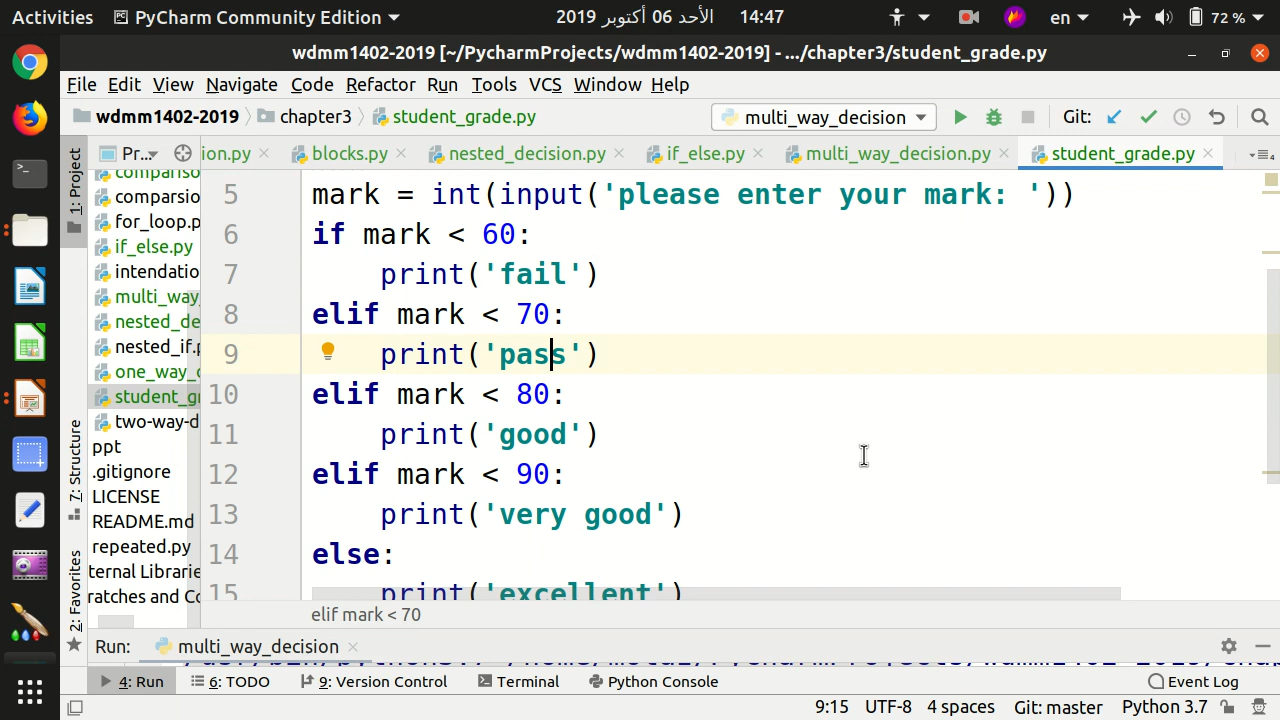 Activities PyCharm Community Edition الأحد 06 أكتوبر 2019 14:47 en 72 %
wdmm1402-2019 [~/PycharmProjects/wdmm1402-2019] - .../chapter3/student_grade.py
File Edit View Navigate Code Refactor Run Tools VCS Window Help
wdmm1402-2019 chapter3 student_grade.py multi_way_decision Git:
1: Project
Pr... ion.py blocks.py nested_decision.py if_else.py multi_way_decision.py student_grade.py
compariso
comparsio
for_loop.p
if_else.py
intendatio
multi_way_
nested_de
nested_if.p
one_way_d
student_gr
two-way-d
ppt
.gitignore
LICENSE
README.md
repeated.py
ternal Librarie
ratches and Co
5 mark = int(input('please enter your mark: '))
6 if mark < 60:
7 print('fail')
8 elif mark < 70:
9 print('pass')
10 elif mark < 80:
11 print('good')
12 elif mark < 90:
13 print('very good')
14 else:
15 print('excellent')
elif mark < 70
7: Structure
2: Favorites
Run: multi_way_decision
4: Run 6: TODO 9: Version Control Terminal Python Console Event Log
9:15 UTF-8 4 spaces Git: master Python 3.7